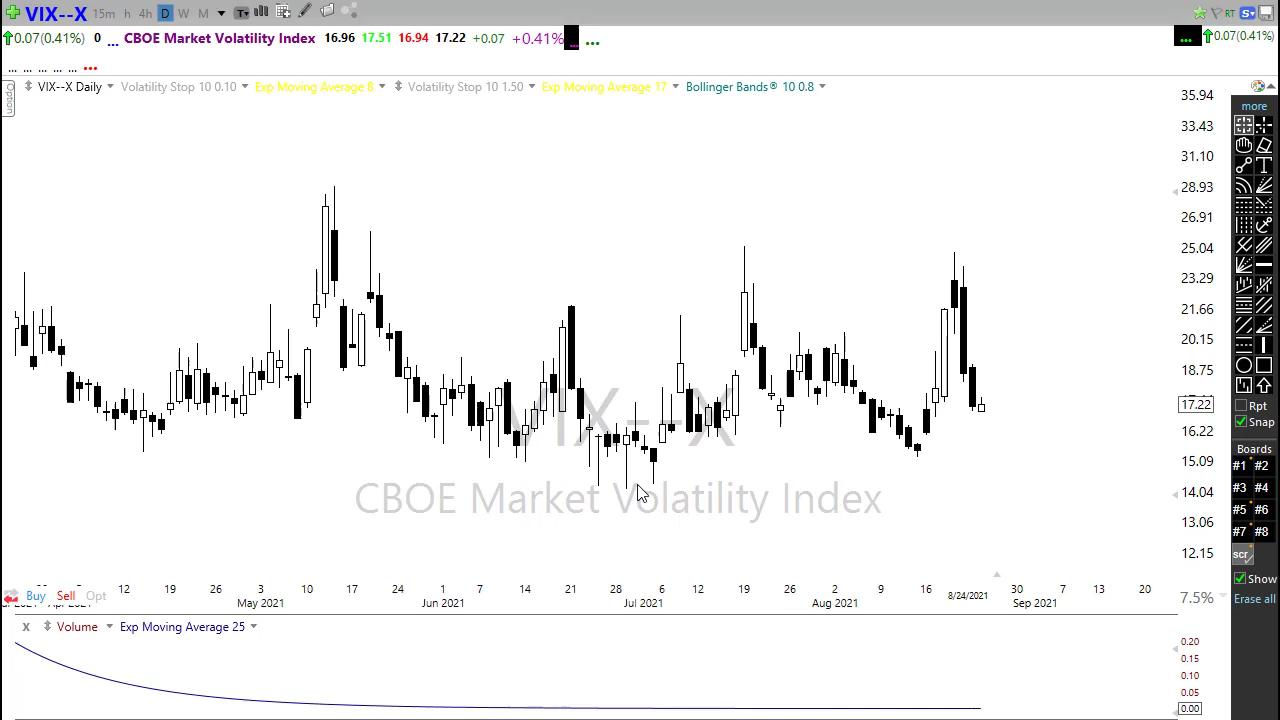 VIX--X 15m h 4h D W M T RT S
0.07(0.41%) 0 ... CBOE Market Volatility Index 16.96 17.51 16.94 17.22 +0.07 +0.41% ... ... ... 0.07(0.41%)
... ... ... ... ... ...
Option
VIX--X Daily Volatility Stop 10 0.10 Exp Moving Average 8 Volatility Stop 10 1.50 Exp Moving Average 17 Bollinger Bands® 10 0.8
35.94
33.43
31.10
28.93
26.91
25.04
23.29
21.66
20.15
18.75
17.22
16.22
15.09
14.04
13.06
12.15
VIX--X
CBOE Market Volatility Index
12 19 26 3 10 17 24 1 7 14 21 28 6 12 19 26 2 9 16 8/24/2021 30 7 13 20
May 2021 Jun 2021 Jul 2021 Aug 2021 Sep 2021
Buy Sell Opt
7.5%
X Volume Exp Moving Average 25
0.20
0.15
0.10
0.05
0.00
more
T
Rpt
Snap
Boards
#1 #2
#3 #4
#5 #6
#7 #8
scr
Show
Erase all